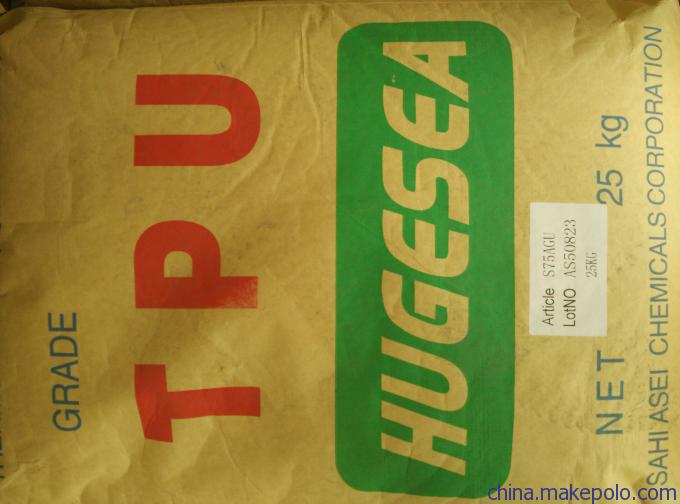 GRADE
TPU
HUGESEA
Article S75AGU
LotNO AS50823
25KG
NET 25 kg
SAHI ASEI CHEMICALS CORPORATION
china.makepolo.com